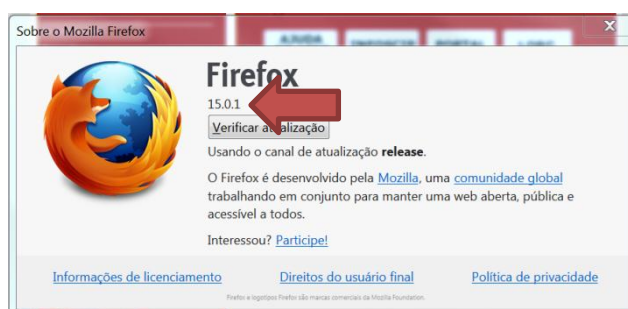 Sobre o Mozilla Firefox
AJUDA
PORTAL
Firefox
15.0.1
Verificar atualização
Usando o canal de atualização release.
O Firefox é desenvolvido pela Mozilla, uma comunidade global
trabalhando em conjunto para manter uma web aberta, pública e
acessível a todos.
Interessou? Participe!
Informações de licenciamento Direitos do usuário final Política de privacidade
Firefox e logotipos Firefox são marcas comerciais da Mozilla Foundation.